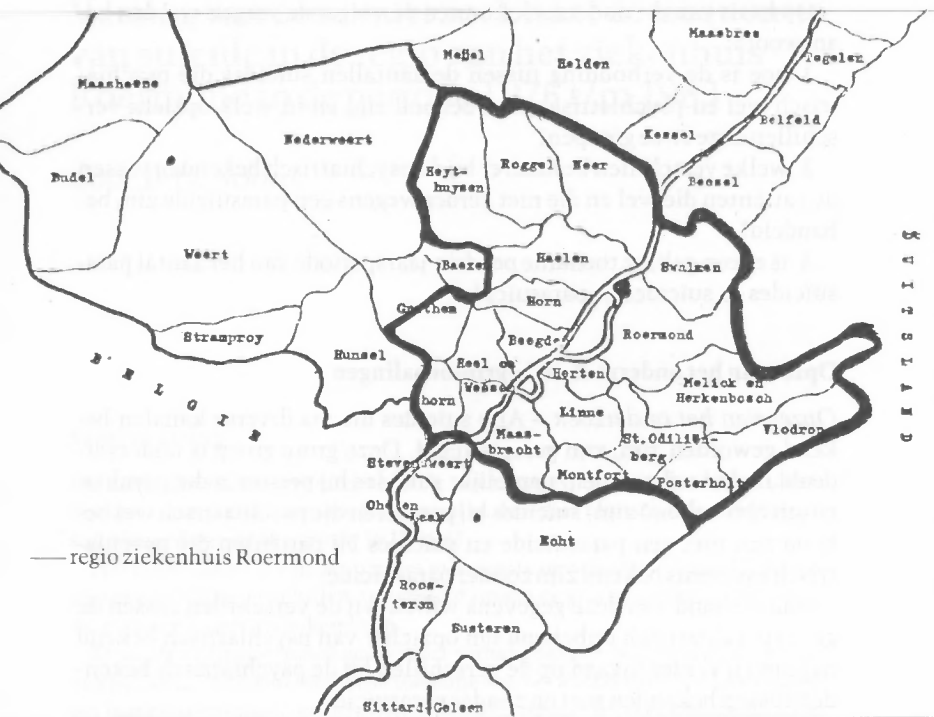 Maasbree
Tegelen
Meijel
Helden
Maasheeze
Belfeld
Kessel
Nederweert
Roggel
Neer
Budel
Heyt-
huysen
Beesel
Weert
Haelen
Swalmen
Baexem
Horn
Grathem
Stramproy
Beegden
Roermond
Hunsel
Heel en
Herten
BELGIE
horn
Melick en
Herkenbosch
Linne
Vlodrop
Maas-
bracht
St.Odiliën-
berg
Stevensweert
Montfort
Posterholt
Ohé en
Laak
Echt
regio ziekenhuis Roermond
Roos-
teren
Susteren
Sittard
Geleen